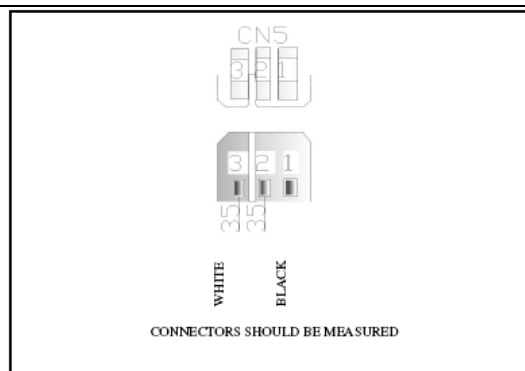 CN5
3 2 1
3 2 1
35 35
WHITE BLACK
CONNECTORS SHOULD BE MEASURED